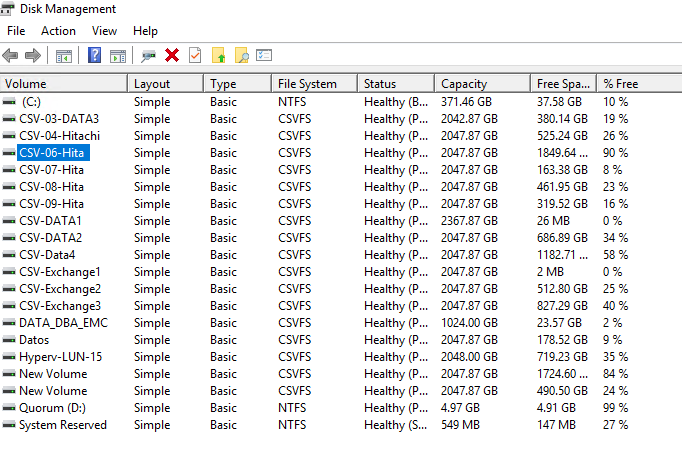 Disk Management
File Action View Help
Volume Layout Type File System Status Capacity Free Spa... % Free
(C:) Simple Basic NTFS Healthy (B... 371.46 GB 37.58 GB 10 %
CSV-03-DATA3 Simple Basic CSVFS Healthy (P... 2042.87 GB 380.14 GB 19 %
CSV-04-Hitachi Simple Basic CSVFS Healthy (P... 2047.87 GB 525.24 GB 26 %
CSV-06-Hita Simple Basic CSVFS Healthy (P... 2047.87 GB 1849.64 ... 90 %
CSV-07-Hita Simple Basic CSVFS Healthy (P... 2047.87 GB 163.38 GB 8 %
CSV-08-Hita Simple Basic CSVFS Healthy (P... 2047.87 GB 461.95 GB 23 %
CSV-09-Hita Simple Basic CSVFS Healthy (P... 2047.87 GB 319.52 GB 16 %
CSV-DATA1 Simple Basic CSVFS Healthy (P... 2367.87 GB 26 MB 0 %
CSV-DATA2 Simple Basic CSVFS Healthy (P... 2047.87 GB 686.89 GB 34 %
CSV-Data4 Simple Basic CSVFS Healthy (P... 2047.87 GB 1182.71 ... 58 %
CSV-Exchange1 Simple Basic CSVFS Healthy (P... 2047.87 GB 2 MB 0 %
CSV-Exchange2 Simple Basic CSVFS Healthy (P... 2047.87 GB 512.80 GB 25 %
CSV-Exchange3 Simple Basic CSVFS Healthy (P... 2047.87 GB 827.29 GB 40 %
DATA_DBA_EMC Simple Basic CSVFS Healthy (P... 1024.00 GB 23.57 GB 2 %
Datos Simple Basic CSVFS Healthy (P... 2047.87 GB 178.52 GB 9 %
Hyperv-LUN-15 Simple Basic CSVFS Healthy (P... 2048.00 GB 719.23 GB 35 %
New Volume Simple Basic CSVFS Healthy (P... 2047.87 GB 1724.60 ... 84 %
New Volume Simple Basic CSVFS Healthy (P... 2047.87 GB 490.50 GB 24 %
Quorum (D:) Simple Basic NTFS Healthy (P... 4.97 GB 4.91 GB 99 %
System Reserved Simple Basic NTFS Healthy (S... 549 MB 147 MB 27 %